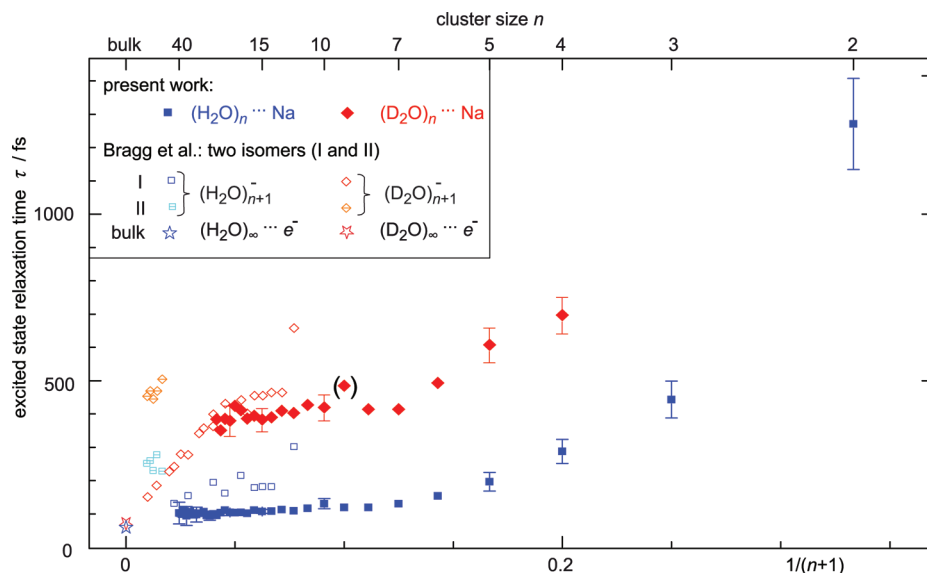 cluster size n
bulk 40 15 10 7 5 4 3 2
present work:
(H2O)n ··· Na (D2O)n ··· Na
Bragg et al.: two isomers (I and II)
I
II
(H2O)n+1- (D2O)n+1-
bulk (H2O)∞ ··· e- (D2O)∞ ··· e-
excited state relaxation time τ / fs
1000
500
0
( )
0 0.2 1/(n+1)